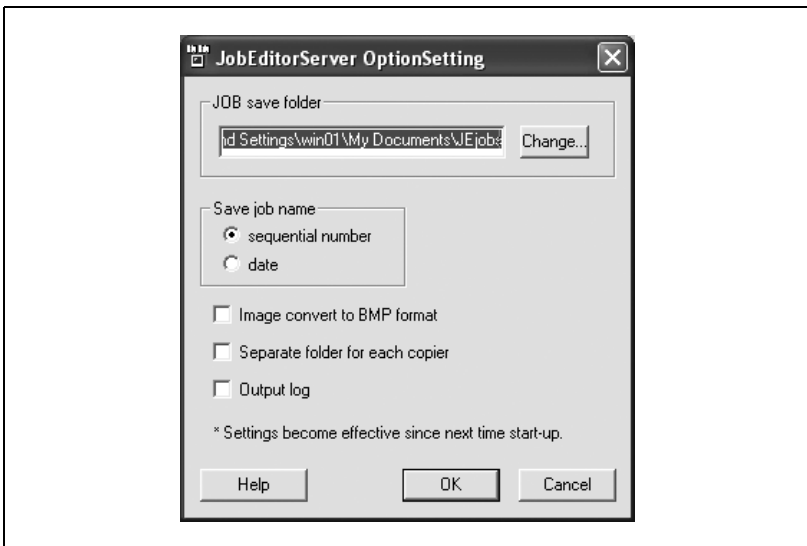 JobEditorServer OptionSetting
JOB save folder
nd Settings\win01\My Documents\JEjobs
Change...
Save job name
sequential number
date
Image convert to BMP format
Separate folder for each copier
Output log
* Settings become effective since next time start-up.
Help
OK
Cancel